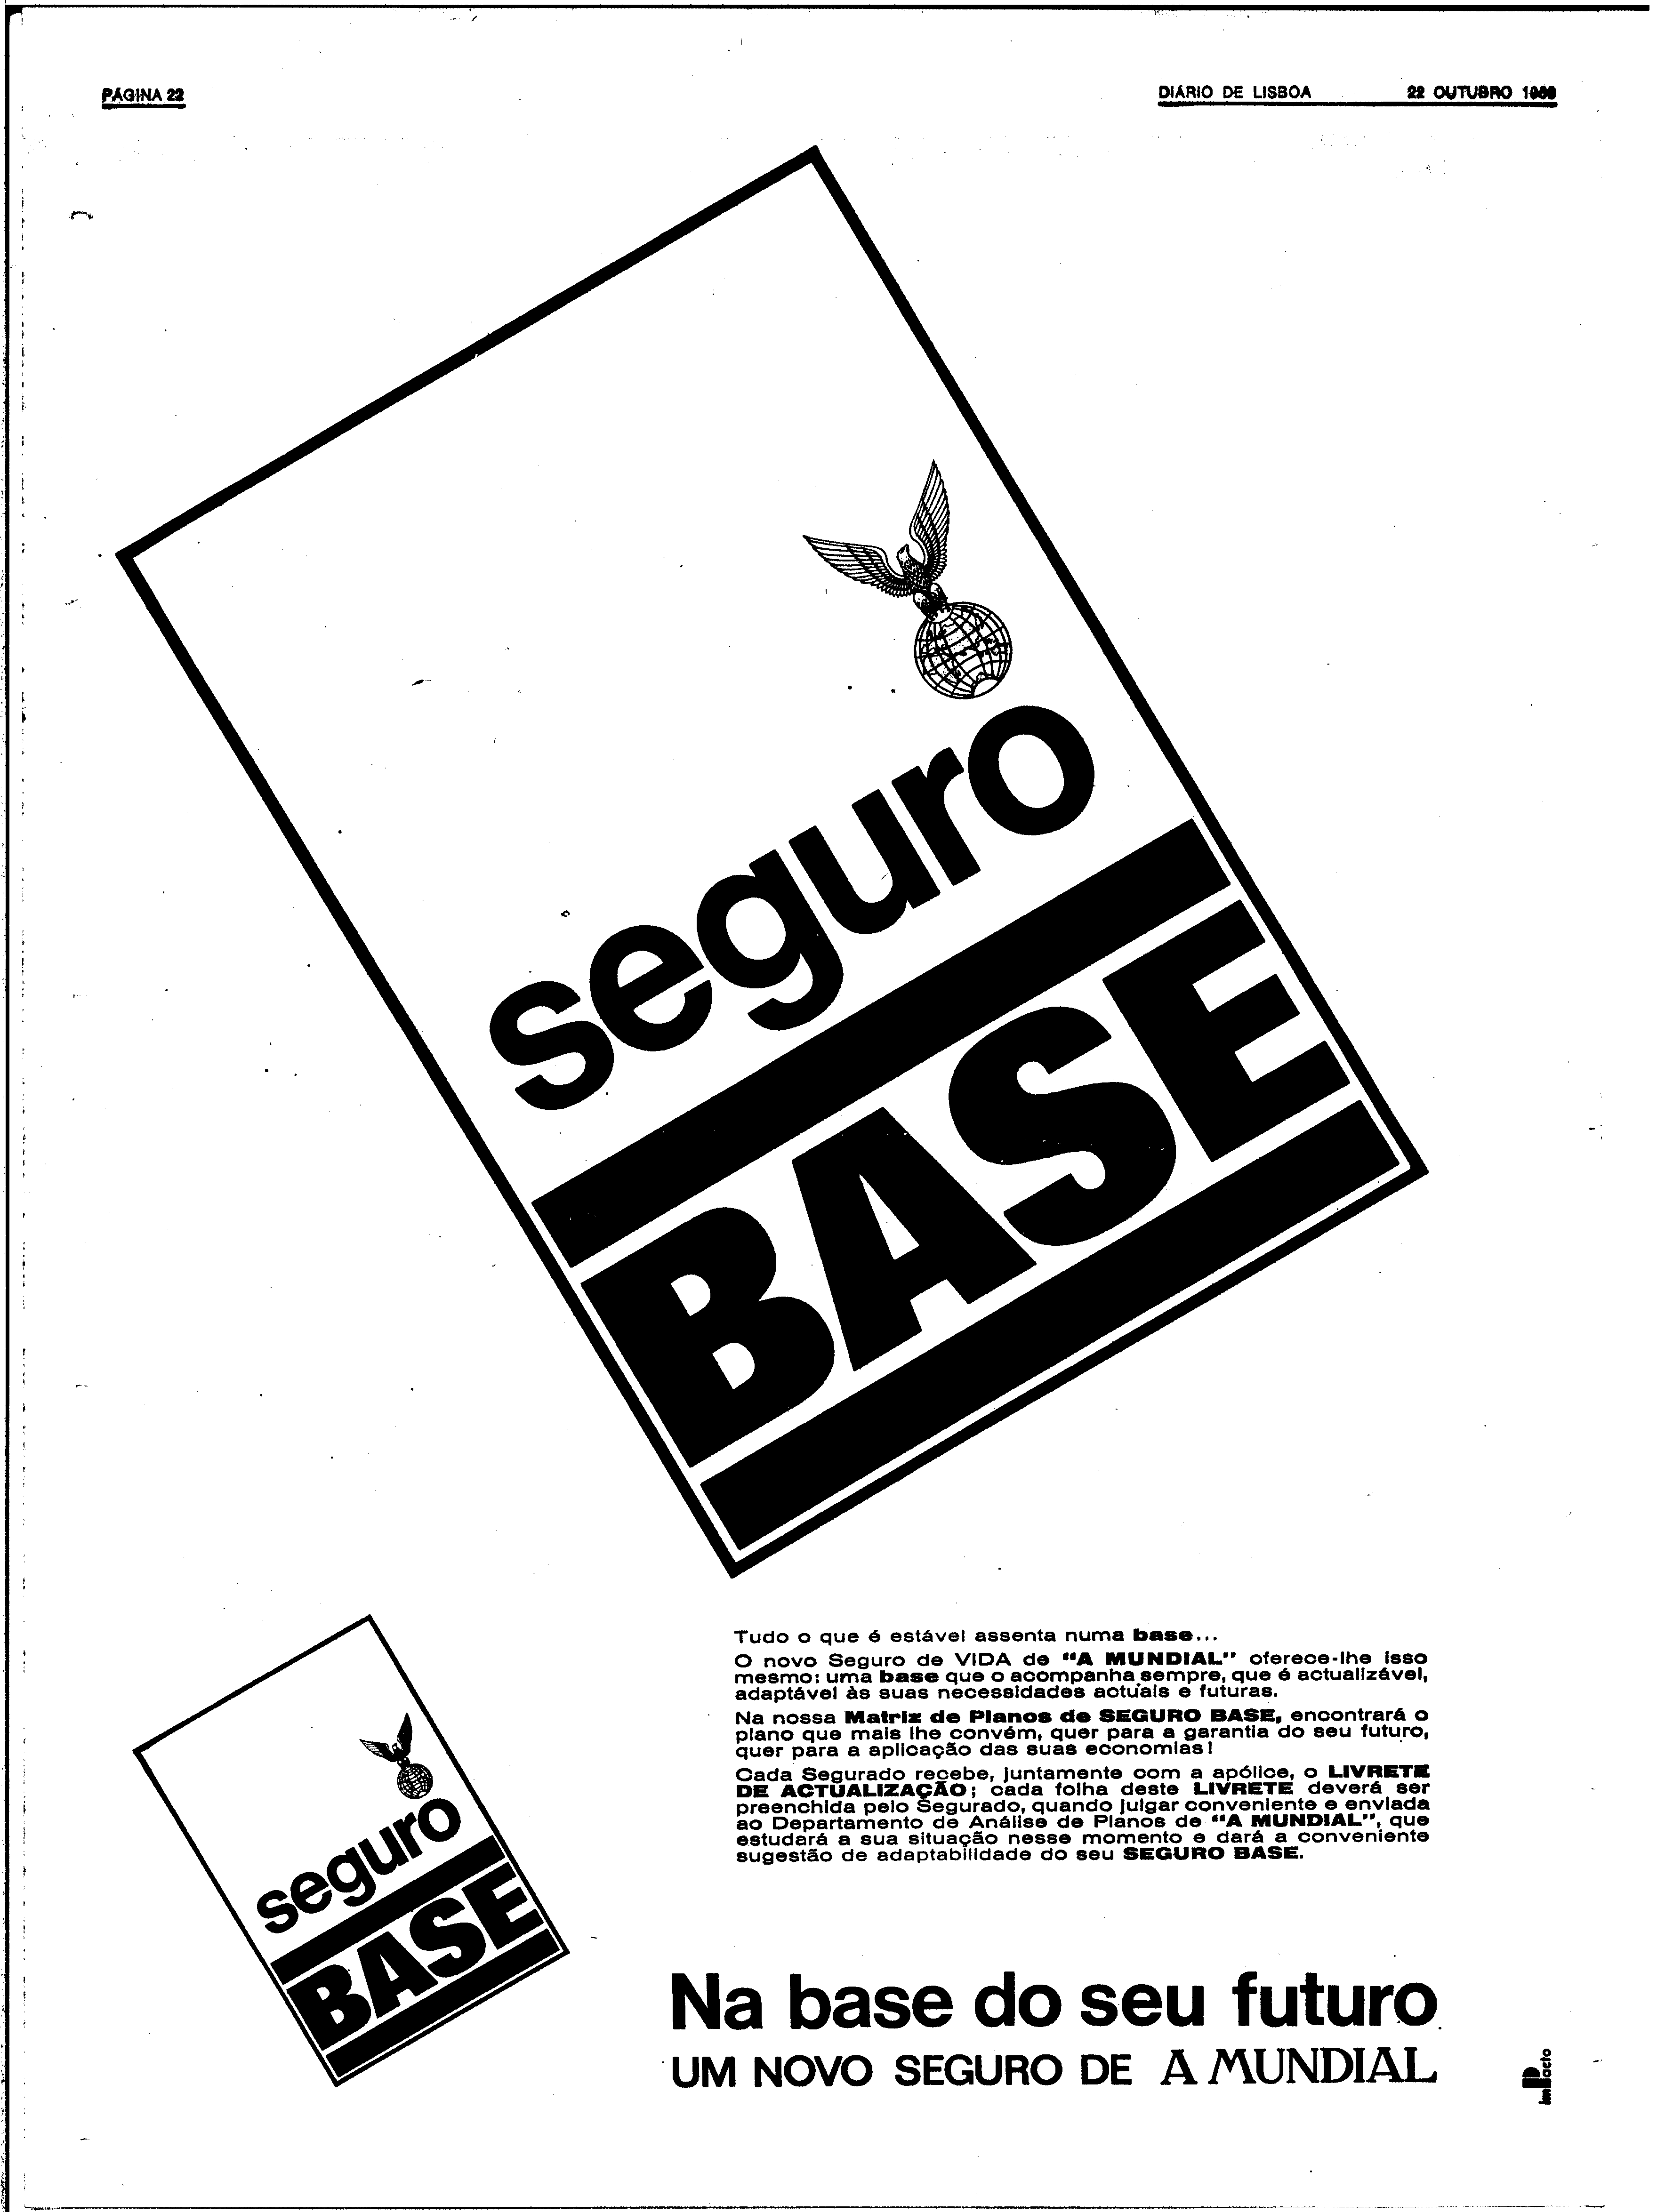 PÁGINA 22
DIÁRIO DE LISBOA 22 OUTUBRO
seguro
BASE
Tudo o que é estável assenta numa base...
O novo Seguro de VIDA de "A MUNDIAL" oferece-lhe isso
mesmo: uma base que o acompanha sempre, que é actualizável,
adaptável às suas necessidades actuais e futuras.
Na nossa Matriz de Planos de SEGURO BASE, encontrará o
plano que mais lhe convém, quer para a garantia do seu futuro,
quer para a aplicação das suas economias!
Cada Segurado recebe, juntamente com a apólice, o LIVRETE
DE ACTUALIZAÇÃO; cada folha deste LIVRETE deverá ser
preenchida pelo Segurado, quando julgar conveniente e enviada
ao Departamento de Análise de Planos de "A MUNDIAL", que
estudará a sua situação nesse momento e dará a conveniente
sugestão de adaptabilidade do seu SEGURO BASE.
seguro
BASE
Na base do seu futuro
UM NOVO SEGURO DE A MUNDIAL
imPacto